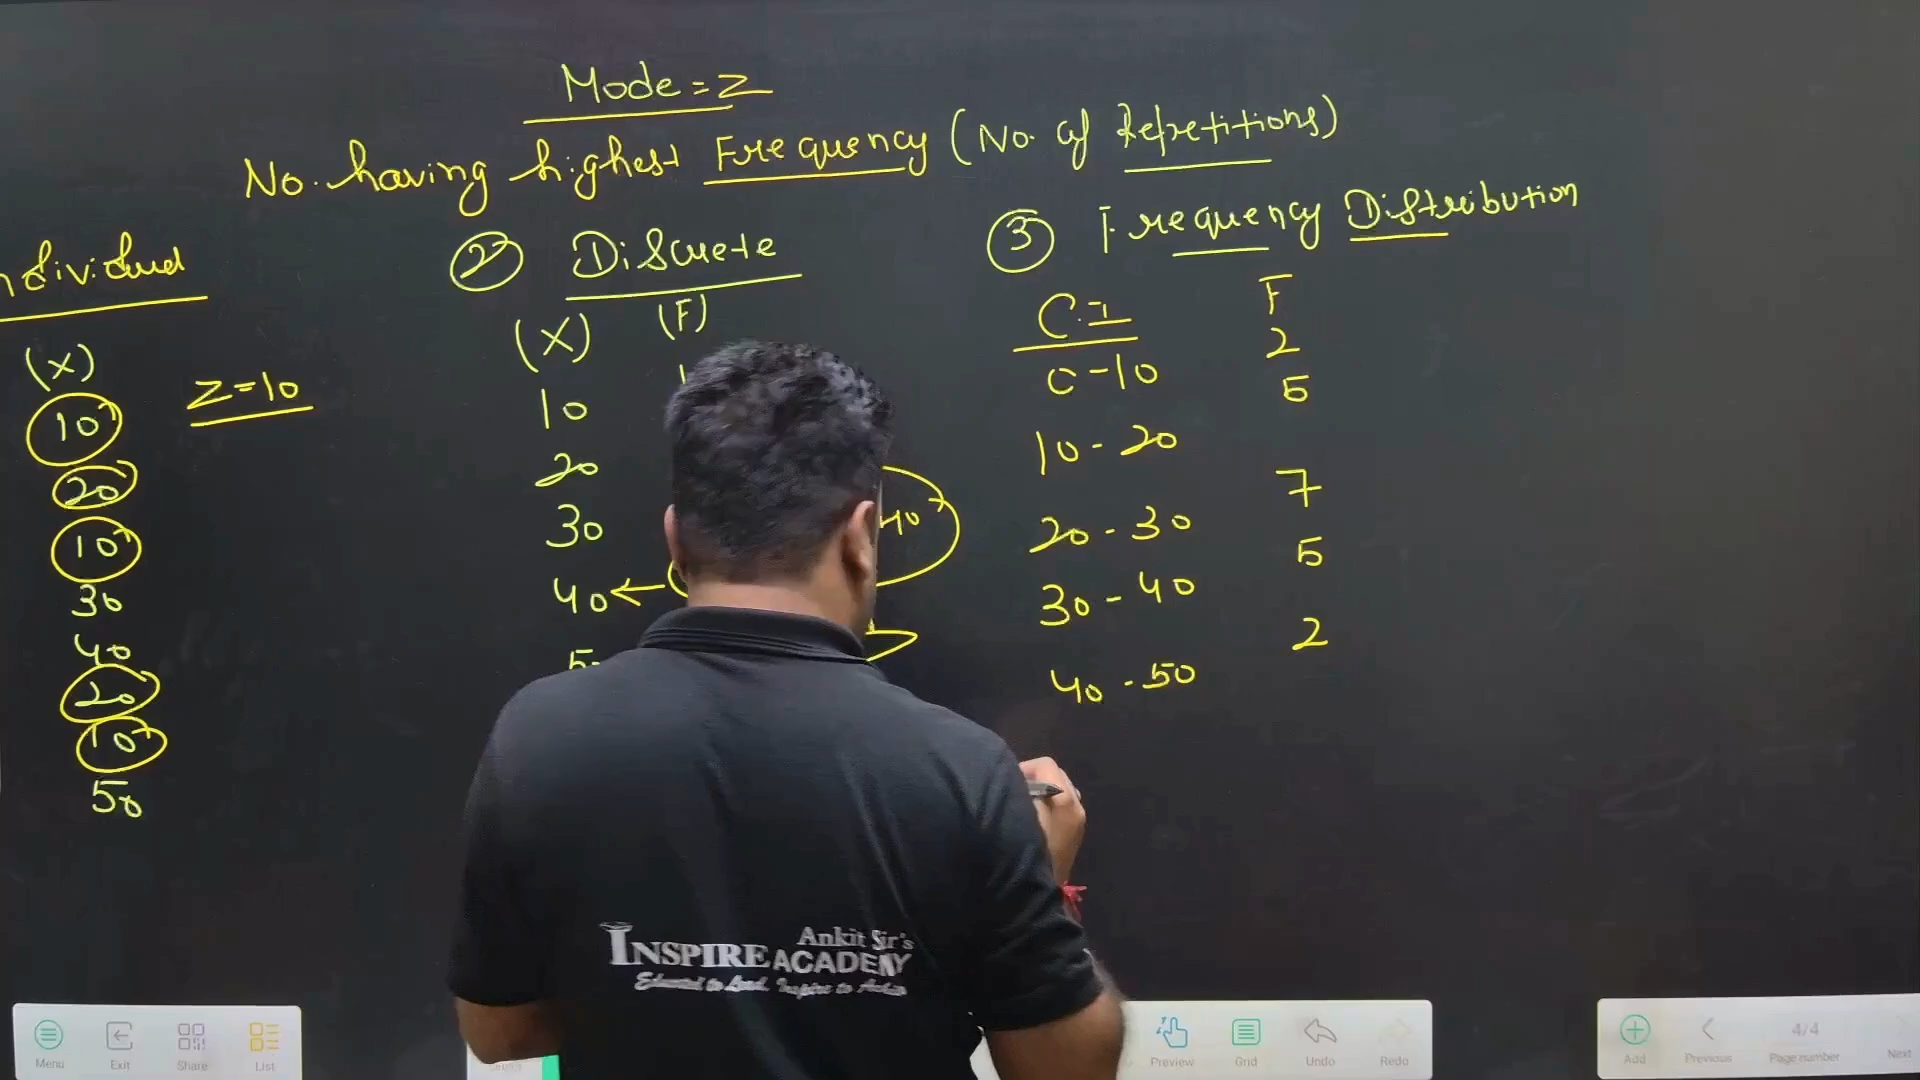 Mode = Z
No. having highest Frequency (No. of Repetitions)
ndividual
(X)
10
20
10
30
40
20
10
50
Z=10
2 Discrete
(X) (F)
10
20
30
40 ←
40
3 Frequency Distribution
C.I F
0-10 2
10-20 5
20-30 7
30-40 5
40-50 2
Ankit Sir's
INSPIRE ACADEMY
Menu Exit Share List
Preview Grid Undo Redo
Add Previous 4/4 Page number Next